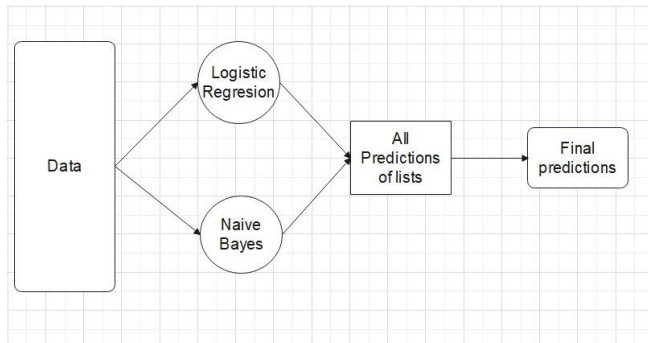 Data
Logistic
Regresion
Naive
Bayes
All
Predictions
of lists
Final
predictions